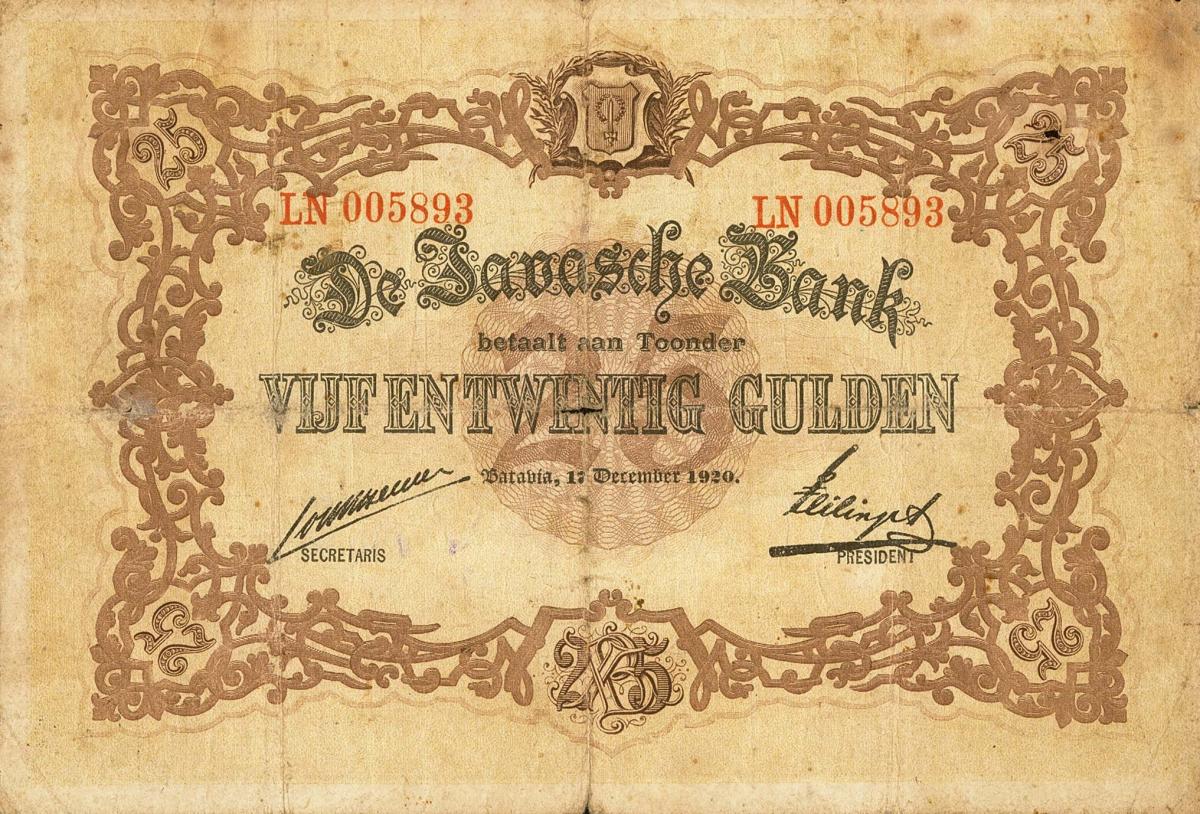 25 25
LN 005893 LN 005893
De Javasche Bank
betaalt aan Toonder
25
VIJF EN TWINTIG GULDEN
Batavia, 17 December 1920.
SECRETARIS PRESIDENT
25 25